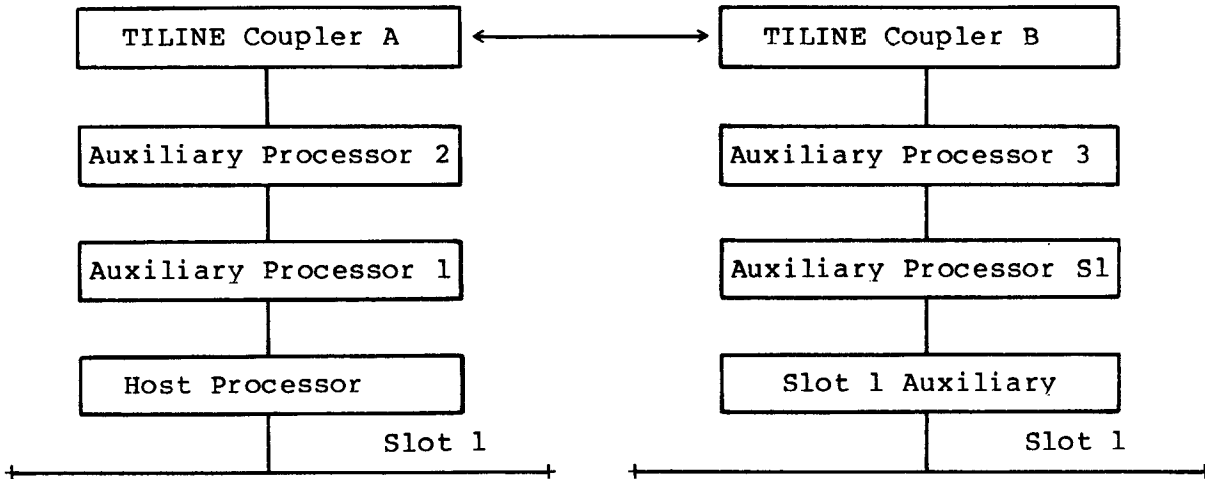 TILINE Coupler A
TILINE Coupler B
Auxiliary Processor 2
Auxiliary Processor 3
Auxiliary Processor 1
Auxiliary Processor S1
Host Processor
Slot 1 Auxiliary
Slot 1
Slot 1